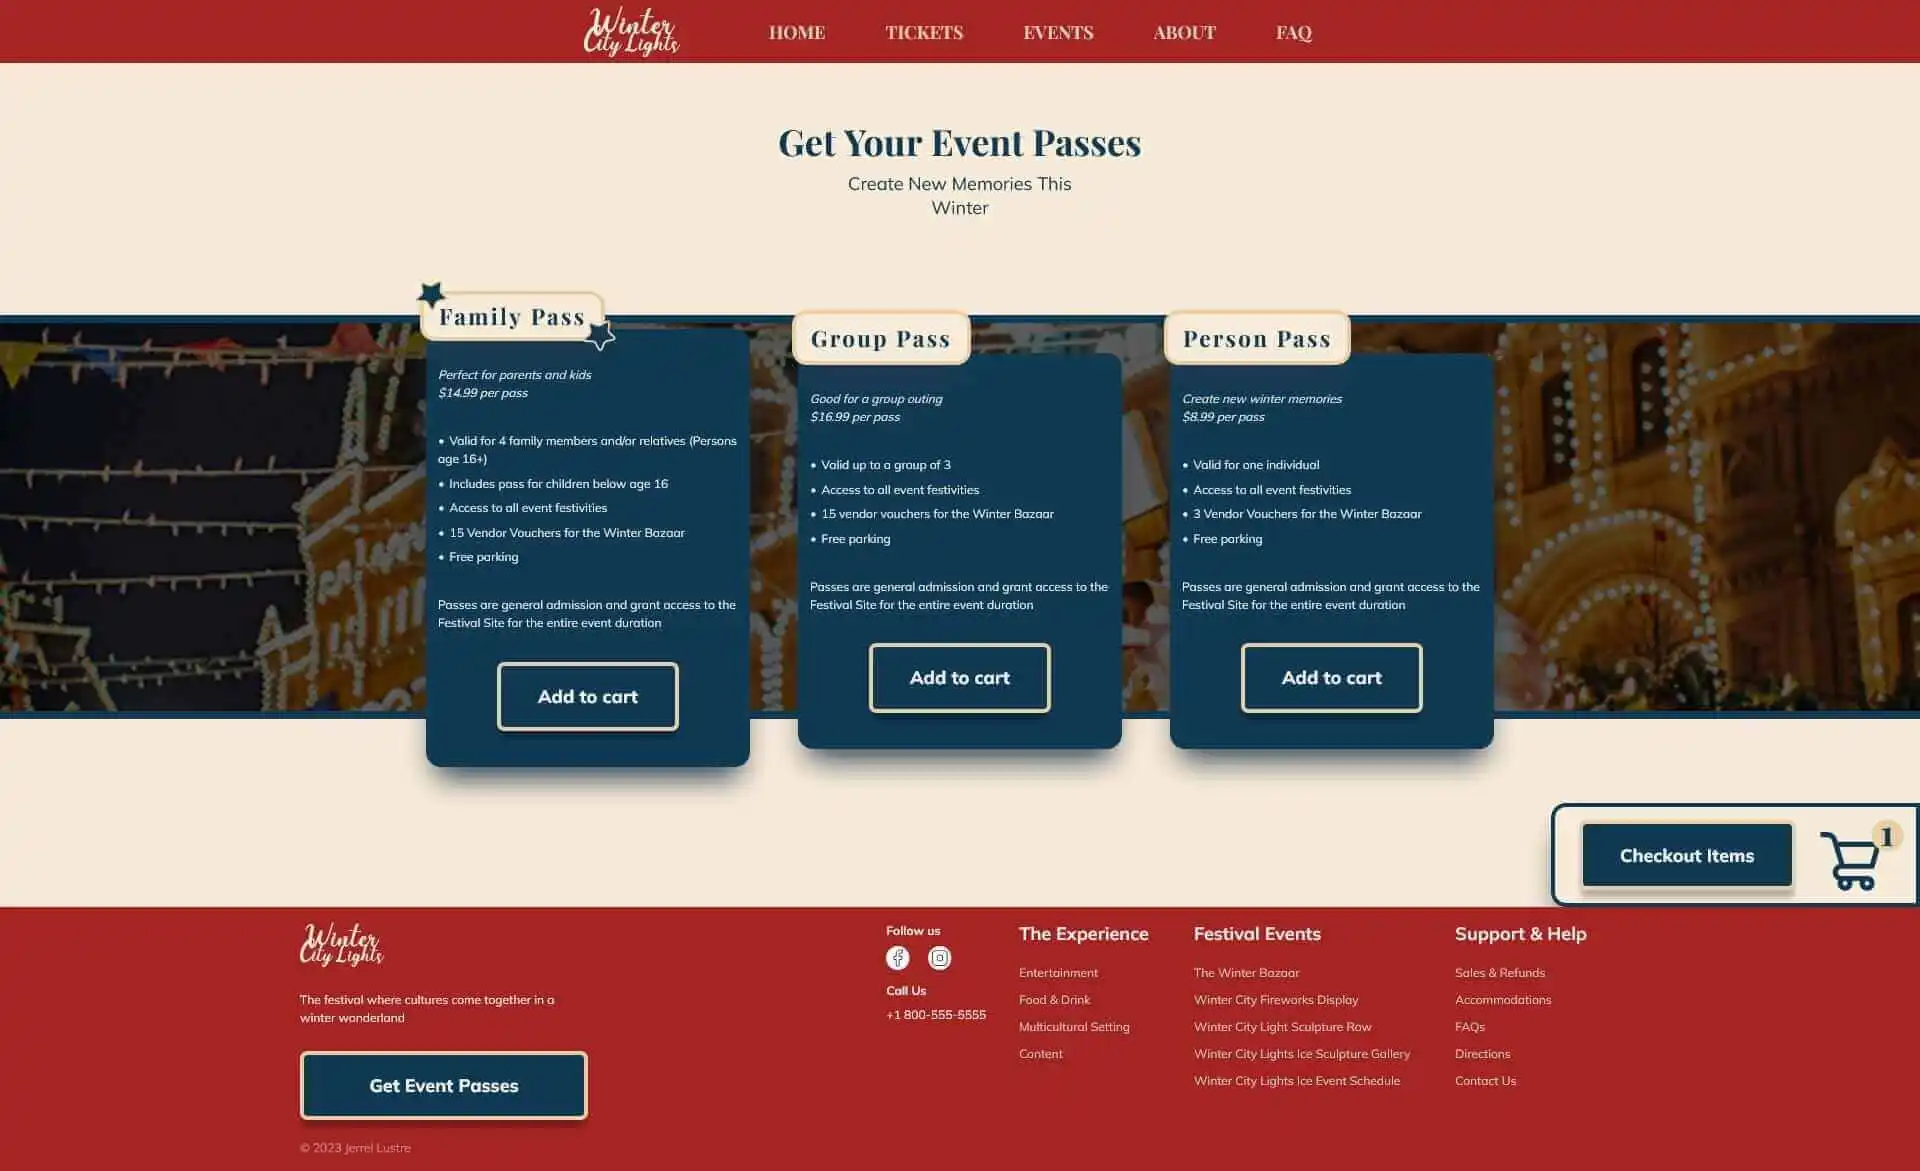 Winter
City Lights
HOME
TICKETS
EVENTS
ABOUT
FAQ
Get Your Event Passes
Create New Memories This
Winter
Family Pass
Perfect for parents and kids
$14.99 per pass
• Valid for 4 family members and/or relatives (Persons
age 16+)
• Includes pass for children below age 16
• Access to all event festivities
• 15 Vendor Vouchers for the Winter Bazaar
• Free parking
Passes are general admission and grant access to the
Festival Site for the entire event duration
Add to cart
Group Pass
Good for a group outing
$16.99 per pass
• Valid up to a group of 3
• Access to all event festivities
• 15 vendor vouchers for the Winter Bazaar
• Free parking
Passes are general admission and grant access to the
Festival Site for the entire event duration
Add to cart
Person Pass
Create new winter memories
$8.99 per pass
• Valid for one individual
• Access to all event festivities
• 3 Vendor Vouchers for the Winter Bazaar
• Free parking
Passes are general admission and grant access to the
Festival Site for the entire event duration
Add to cart
Checkout Items
1
Winter
City Lights
The festival where cultures come together in a
winter wonderland
Get Event Passes
© 2023 Jerrel Lustre
Follow us
Call Us
+1 800-555-5555
The Experience
Entertainment
Food & Drink
Multicultural Setting
Content
Festival Events
The Winter Bazaar
Winter City Fireworks Display
Winter City Light Sculpture Row
Winter City Lights Ice Sculpture Gallery
Winter City Lights Ice Event Schedule
Support & Help
Sales & Refunds
Accommodations
FAQs
Directions
Contact Us